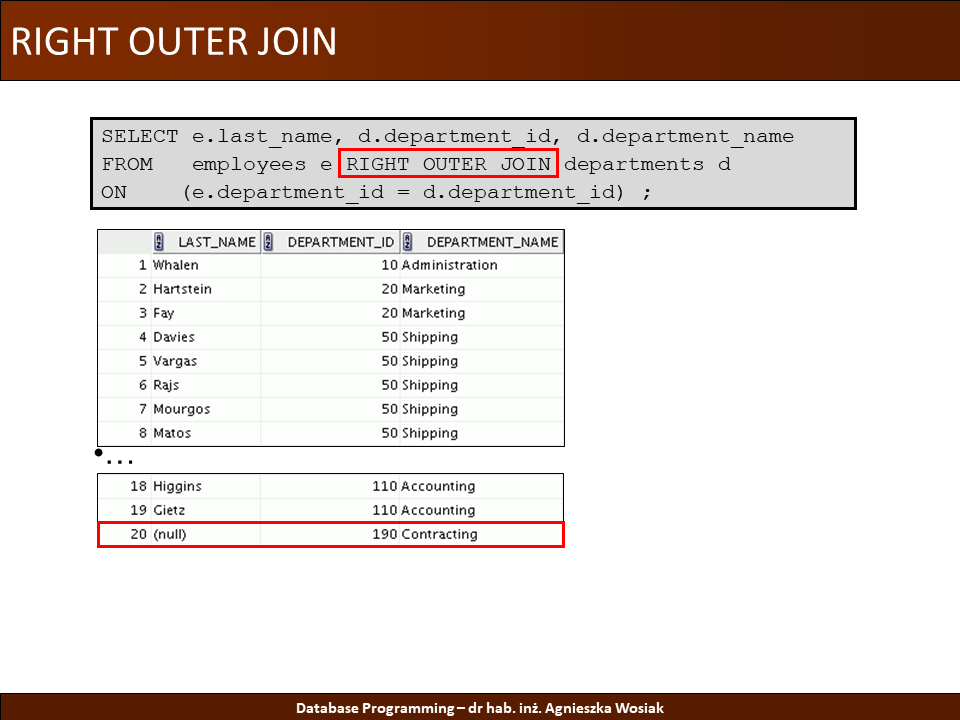 RIGHT OUTER JOIN
SELECT e.last_name, d.department_id, d.department_name
FROM employees e RIGHT OUTER JOIN departments d
ON (e.department_id = d.department_id) ;
LAST_NAME DEPARTMENT_ID DEPARTMENT_NAME
1 Whalen 10 Administration
2 Hartstein 20 Marketing
3 Fay 20 Marketing
4 Davies 50 Shipping
5 Vargas 50 Shipping
6 Rajs 50 Shipping
7 Mourgos 50 Shipping
8 Matos 50 Shipping
•...
18 Higgins 110 Accounting
19 Gietz 110 Accounting
20 (null) 190 Contracting
Database Programming – dr hab. inż. Agnieszka Wosiak